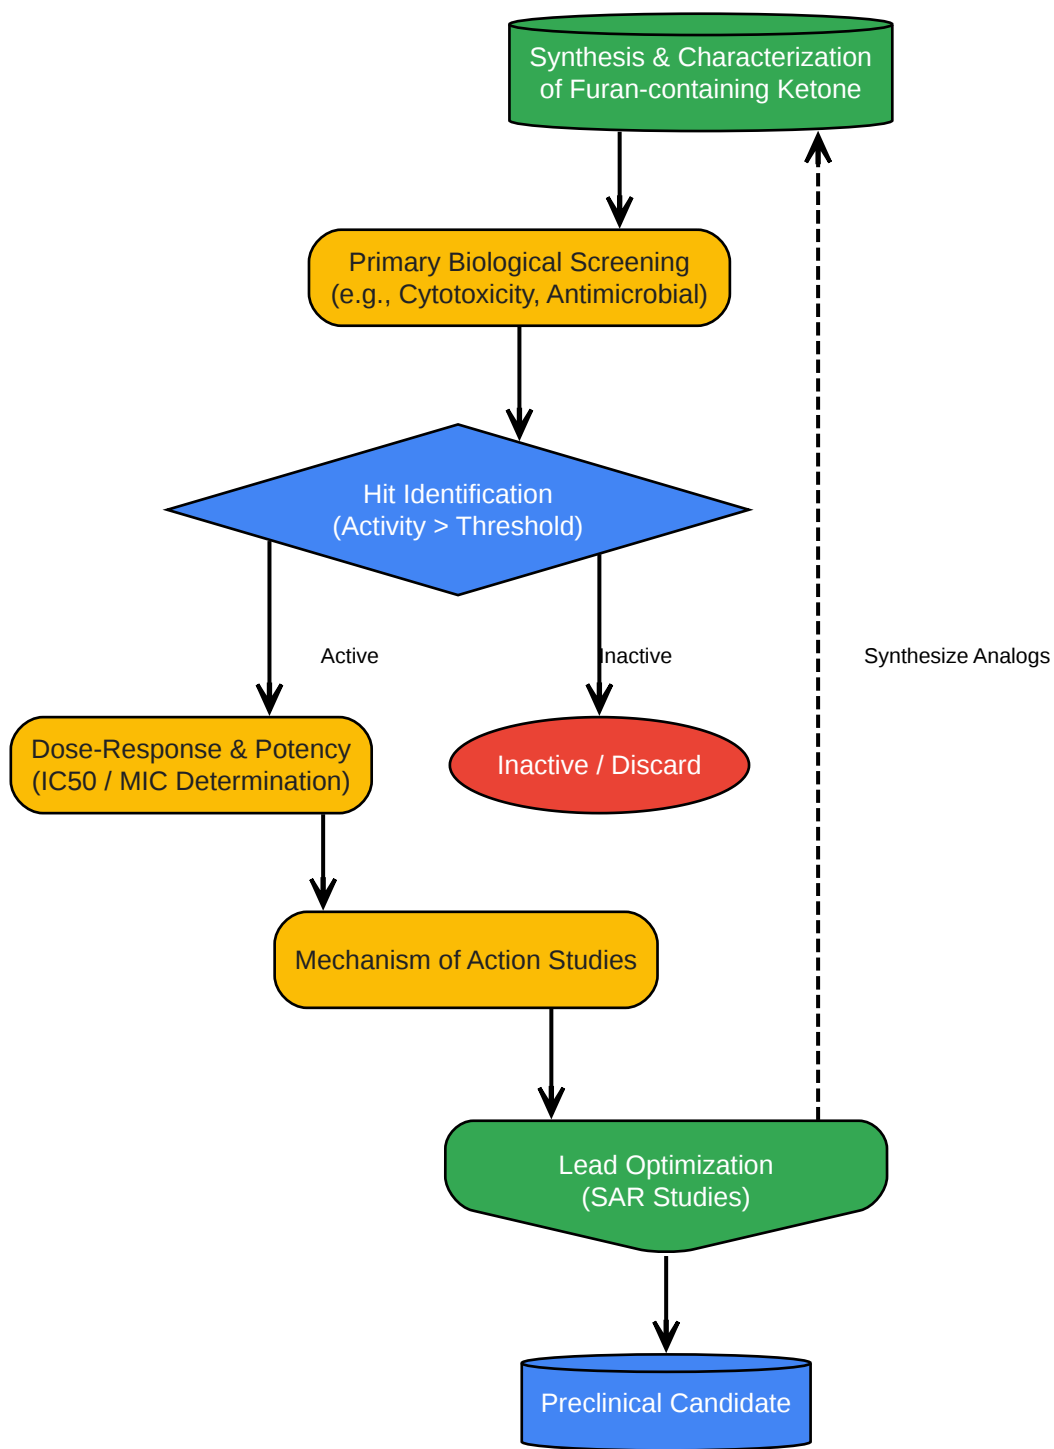 Synthesis & Characterization
of Furan-containing Ketone
Primary Biological Screening
(e.g., Cytotoxicity, Antimicrobial)
Hit Identification
(Activity > Threshold)
Active
Inactive
Synthesize Analogs
Dose-Response & Potency
(IC50 / MIC Determination)
Inactive / Discard
Mechanism of Action Studies
Lead Optimization
(SAR Studies)
Preclinical Candidate